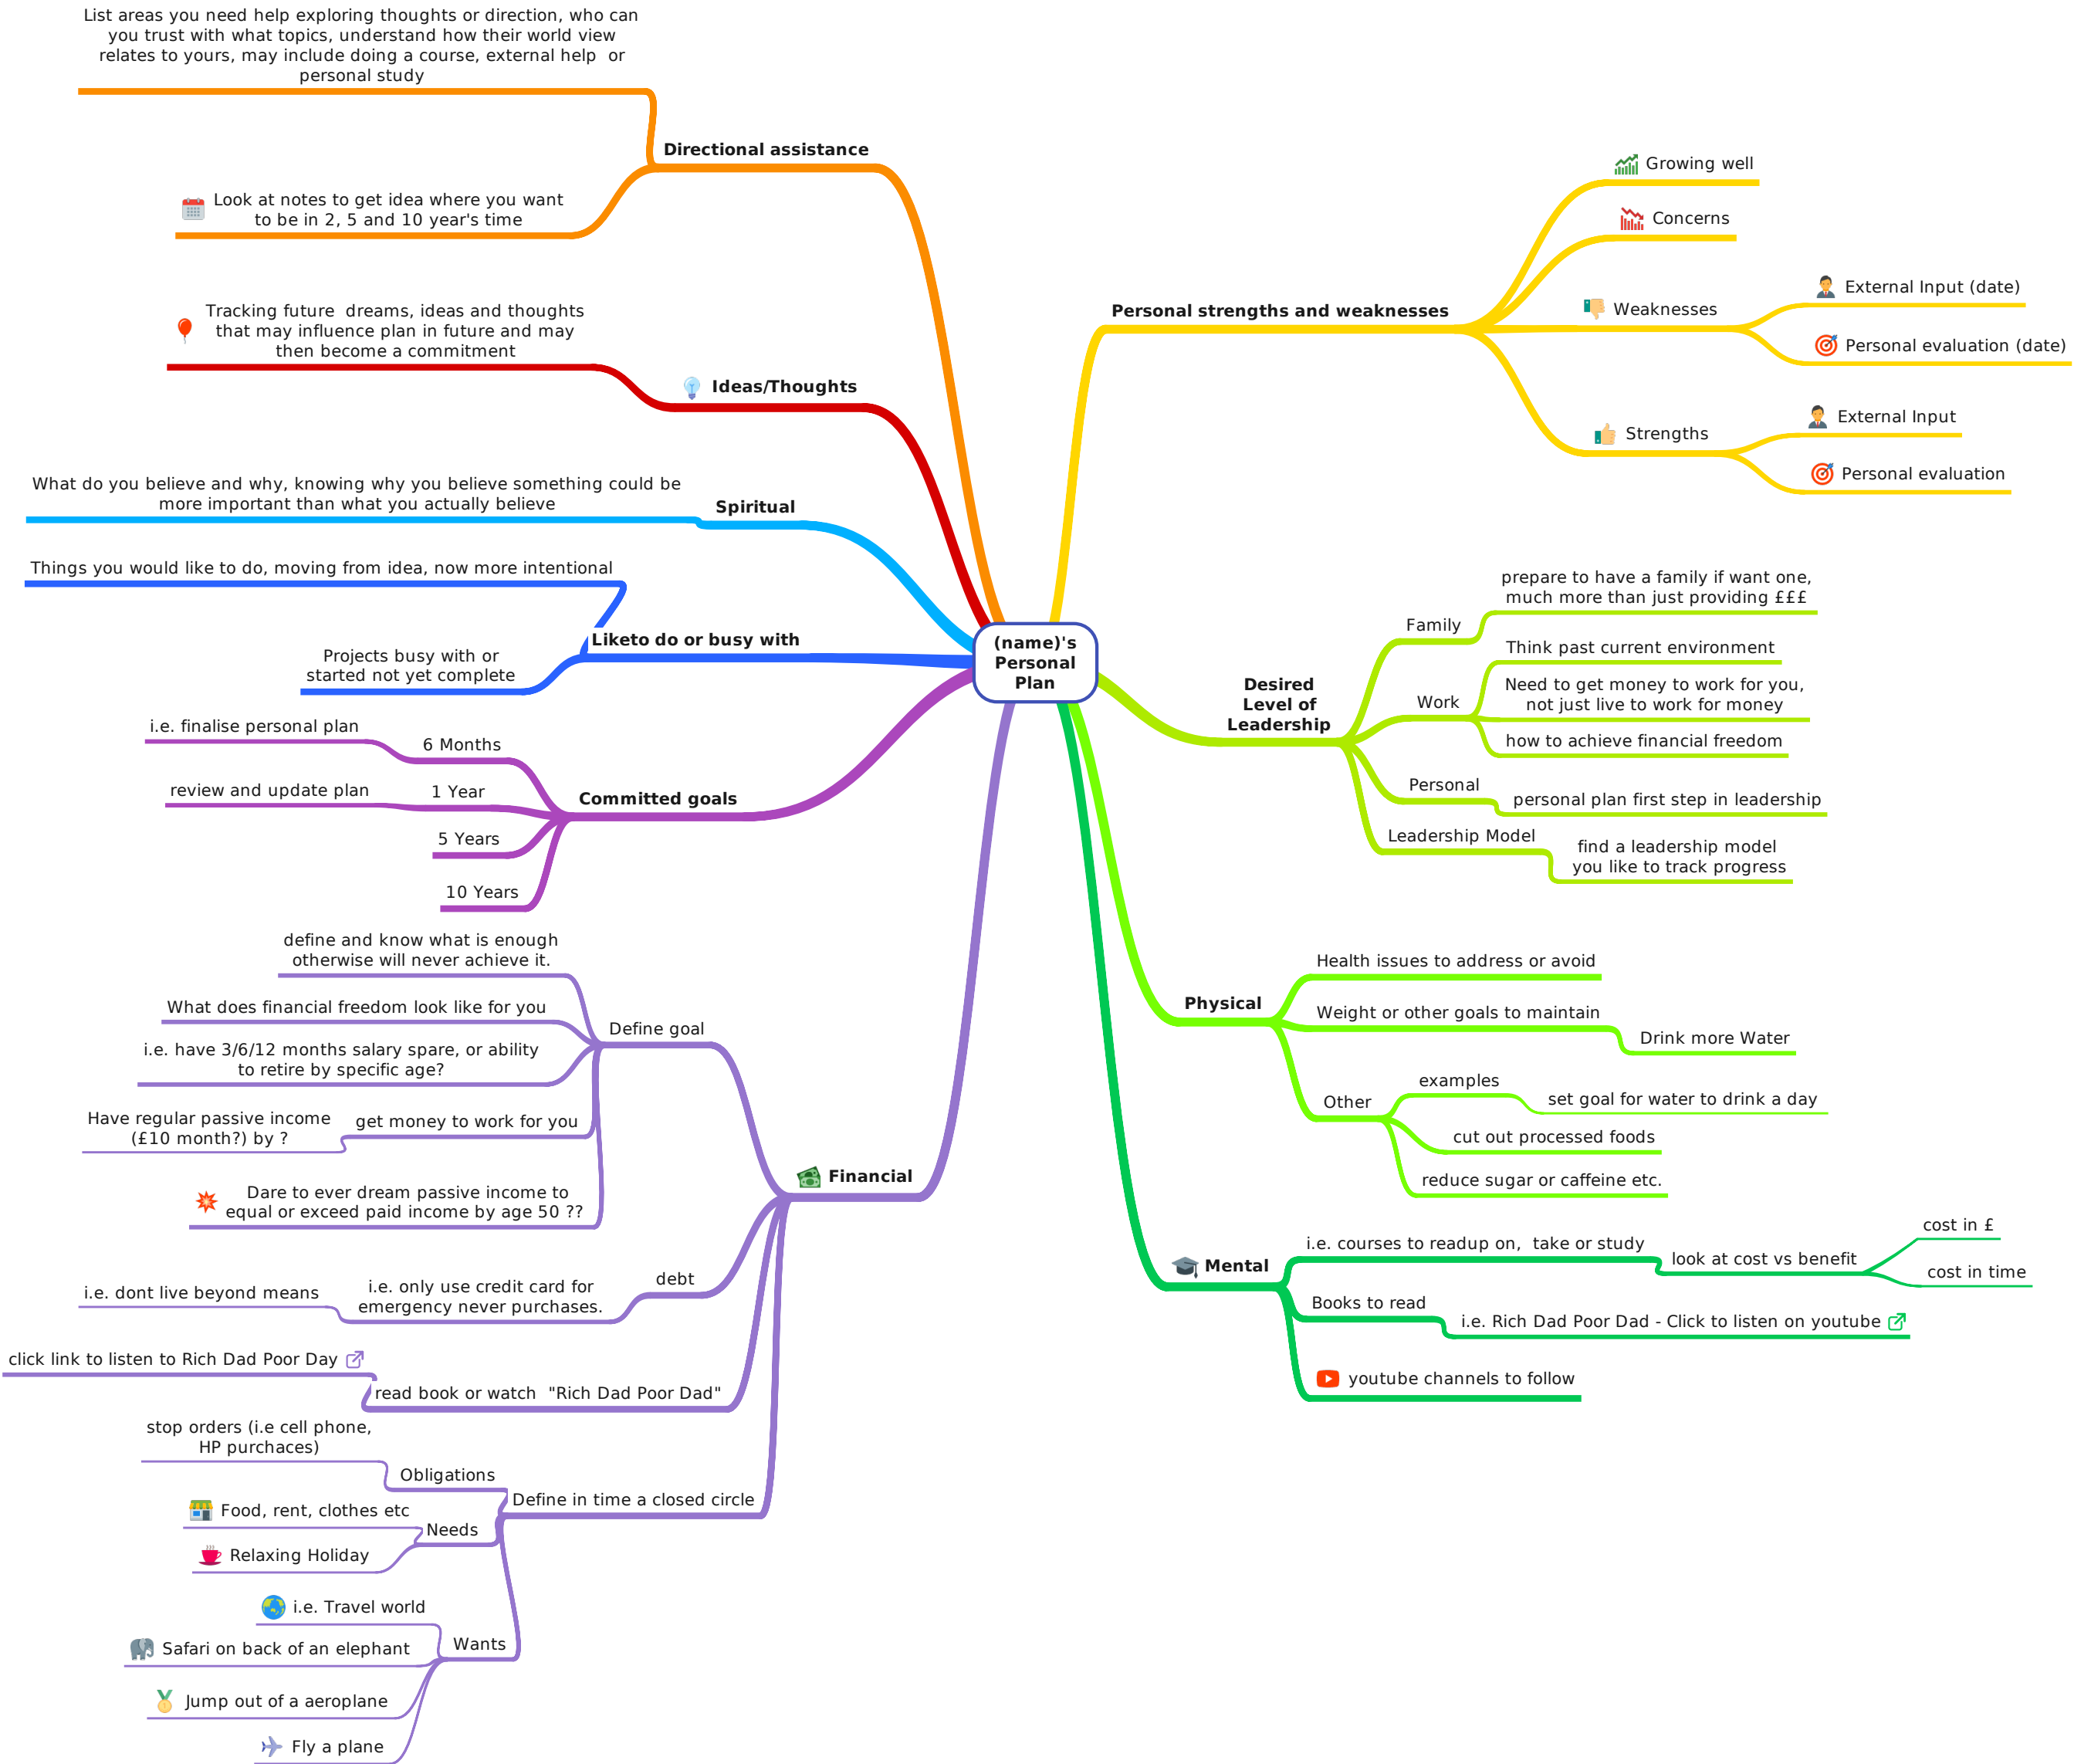 List areas you need help exploring thoughts or direction, who can
you trust with what topics, understand how their world view
relates to yours, may include doing a course, external help  or
personal study
Directional assistance
Look at notes to get idea where you want
to be in 2, 5 and 10 year's time
Tracking future  dreams, ideas and thoughts
that may influence plan in future and may
then become a commitment
Ideas/Thoughts
What do you believe and why, knowing why you believe something could be
more important than what you actually believe
Spiritual
Things you would like to do, moving from idea, now more intentional
Liketo do or busy with
Projects busy with or
started not yet complete
i.e. finalise personal plan
6 Months
review and update plan
1 Year
Committed goals
5 Years
10 Years
define and know what is enough
otherwise will never achieve it.
What does financial freedom look like for you
Define goal
i.e. have 3/6/12 months salary spare, or ability
to retire by specific age?
Have regular passive income
(£10 month?) by ?
get money to work for you
Dare to ever dream passive income to
equal or exceed paid income by age 50 ??
Financial
i.e. dont live beyond means
i.e. only use credit card for
emergency never purchases.
debt
click link to listen to Rich Dad Poor Day
read book or watch  "Rich Dad Poor Dad"
stop orders (i.e cell phone,
HP purchaces)
Obligations
Define in time a closed circle
Food, rent, clothes etc
Needs
Relaxing Holiday
i.e. Travel world
Wants
Safari on back of an elephant
Jump out of a aeroplane
Fly a plane
(name)'s
Personal
Plan
Personal strengths and weaknesses
Growing well
Concerns
Weaknesses
External Input (date)
Personal evaluation (date)
Strengths
External Input
Personal evaluation
Desired
Level of
Leadership
Family
prepare to have a family if want one,
much more than just providing £££
Work
Think past current environment
Need to get money to work for you,
not just live to work for money
how to achieve financial freedom
Personal
personal plan first step in leadership
Leadership Model
find a leadership model
you like to track progress
Physical
Health issues to address or avoid
Weight or other goals to maintain
Drink more Water
Other
examples
set goal for water to drink a day
cut out processed foods
reduce sugar or caffeine etc.
Mental
i.e. courses to readup on,  take or study
look at cost vs benefit
cost in £
cost in time
Books to read
i.e. Rich Dad Poor Dad - Click to listen on youtube
youtube channels to follow